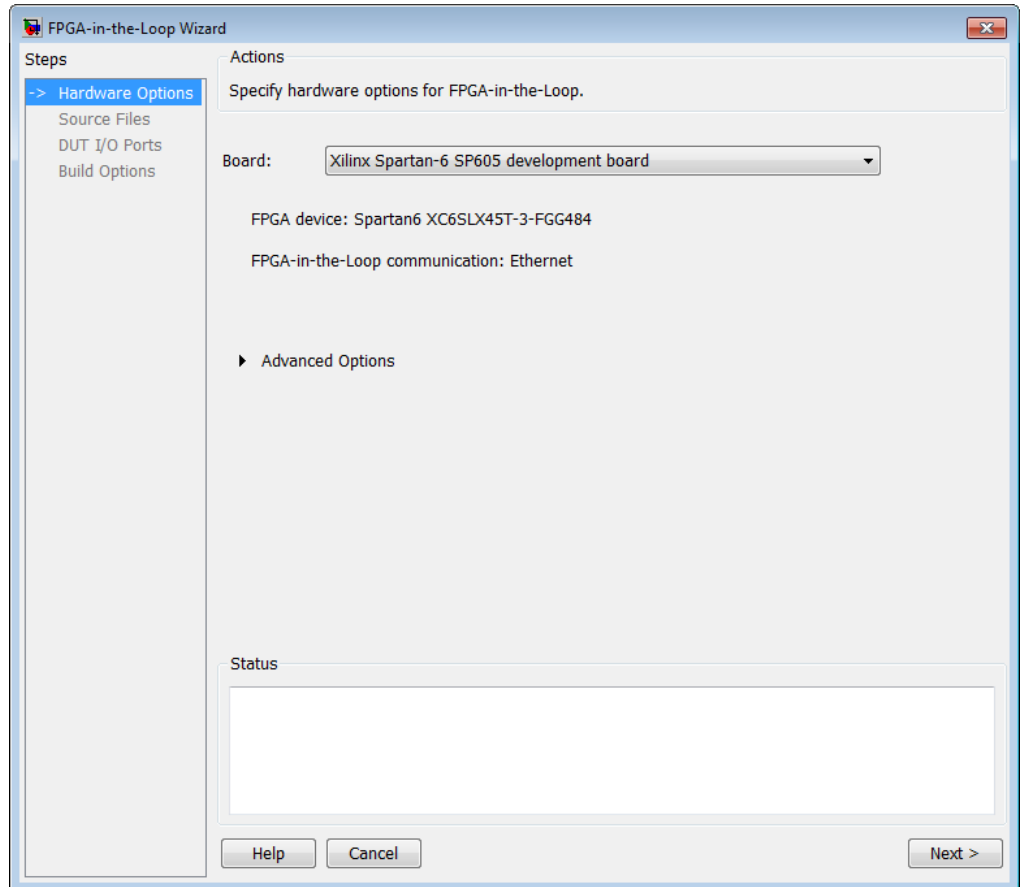 FPGA-in-the-Loop Wizard
Steps
-> Hardware Options
Source Files
DUT I/O Ports
Build Options
Actions
Specify hardware options for FPGA-in-the-Loop.
Board: Xilinx Spartan-6 SP605 development board
FPGA device: Spartan6 XC6SLX45T-3-FGG484
FPGA-in-the-Loop communication: Ethernet
Advanced Options
Status
Help Cancel Next >